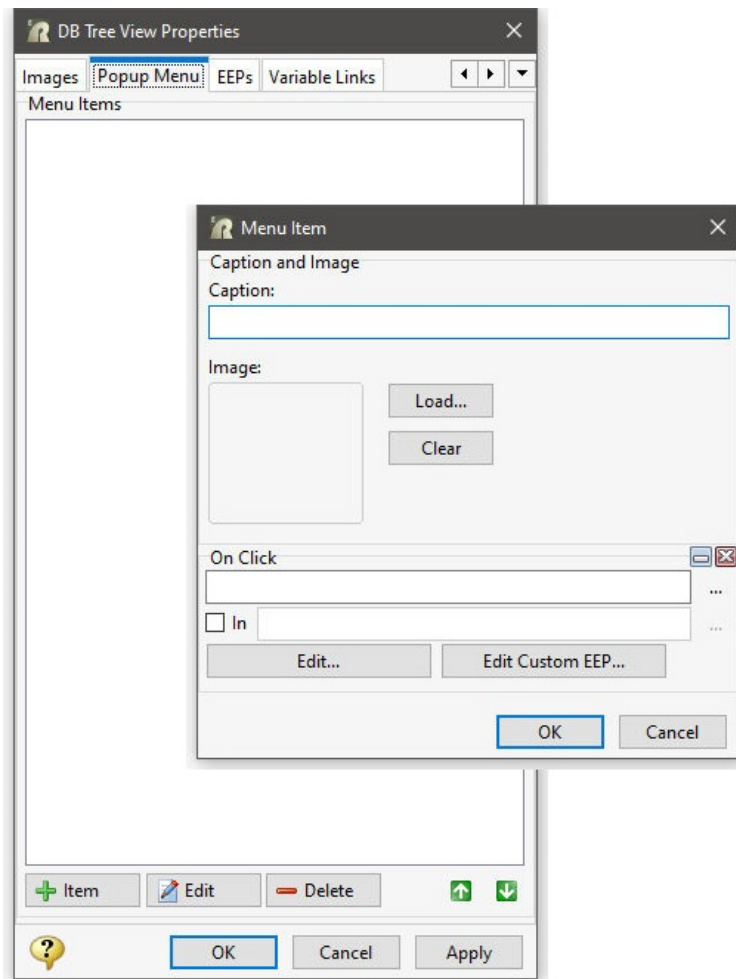 DB Tree View Properties
Images Popup Menu EEPs Variable Links
Menu Items
Menu Item
Caption and Image
Caption:
Image:
Load...
Clear
On Click
...
In ...
Edit... Edit Custom EEP...
OK Cancel
Item Edit Delete
? OK Cancel Apply